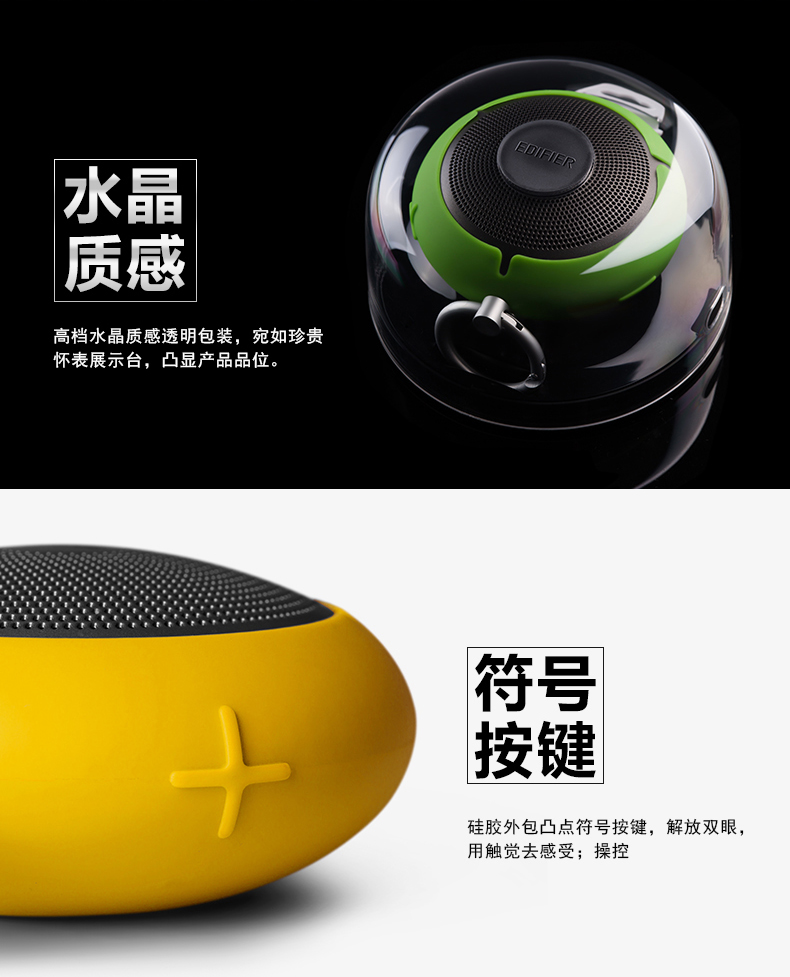 EDIFIER
水晶
质感
高档水晶质感透明包装，宛如珍贵
怀表展示台，凸显产品品位。
符号
按键
硅胶外包凸点符号按键，解放双眼，
用触觉去感受；操控